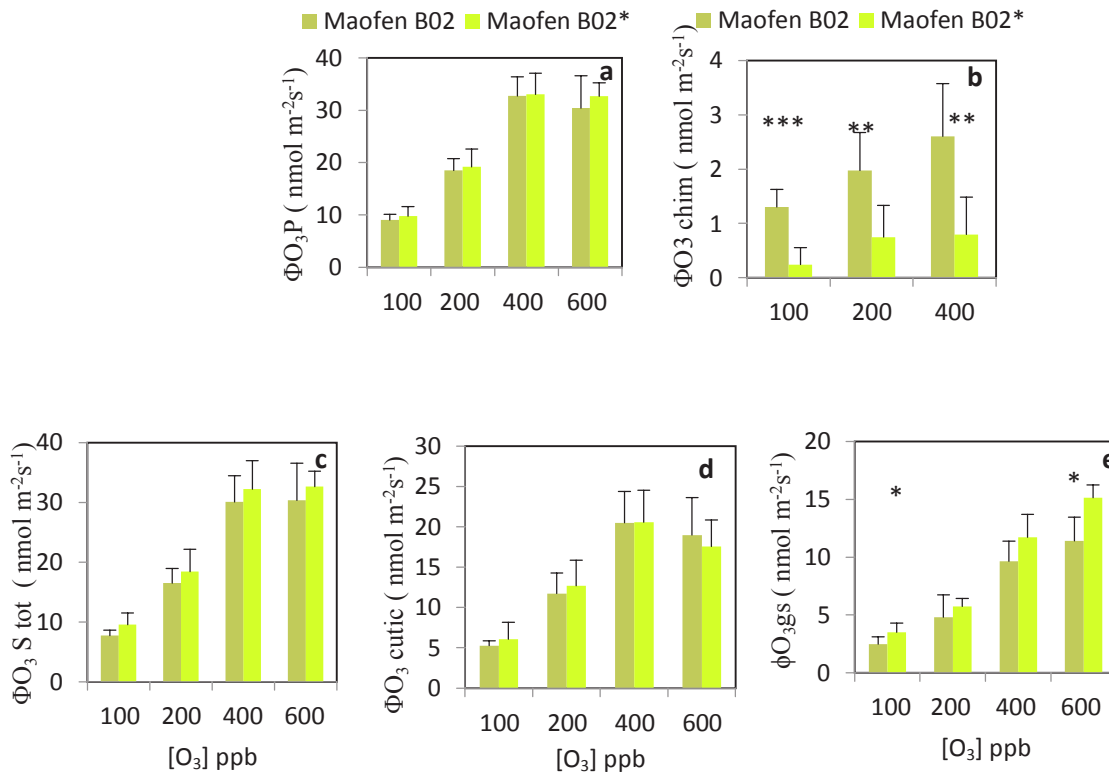 Maofen B02 Maofen B02*
Maofen B02 Maofen B02*
a
ΦO₃P ( nmol m⁻²s⁻¹)
40
30
20
10
0
100 200 400 600
b
ΦO3 chim ( nmol m⁻²s⁻¹)
4
3
2
1
0
*** ** **
100 200 400
c
ΦO₃ S tot ( nmol m⁻²s⁻¹)
40
30
20
10
0
100 200 400 600
[O₃] ppb
d
ΦO₃ cutic ( nmol m⁻²s⁻¹)
30
25
20
15
10
5
0
100 200 400 600
[O₃] ppb
e
ϕO₃gs ( nmol m⁻²s⁻¹)
20
15
10
5
0
* *
100 200 400 600
[O₃] ppb